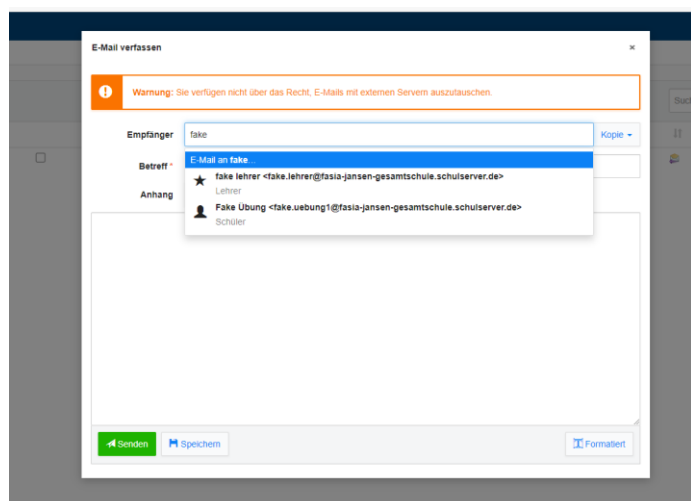 E-Mail verfassen ×
Warnung: Sie verfügen nicht über das Recht, E-Mails mit externen Servern auszutauschen.
Empfänger fake Kopie
E-Mail an fake...
Betreff *
fake lehrer <fake.lehrer@fasia-jansen-gesamtschule.schulserver.de>
Lehrer
Anhang
Fake Übung <fake.uebung1@fasia-jansen-gesamtschule.schulserver.de>
Schüler
Senden Speichern Formatiert